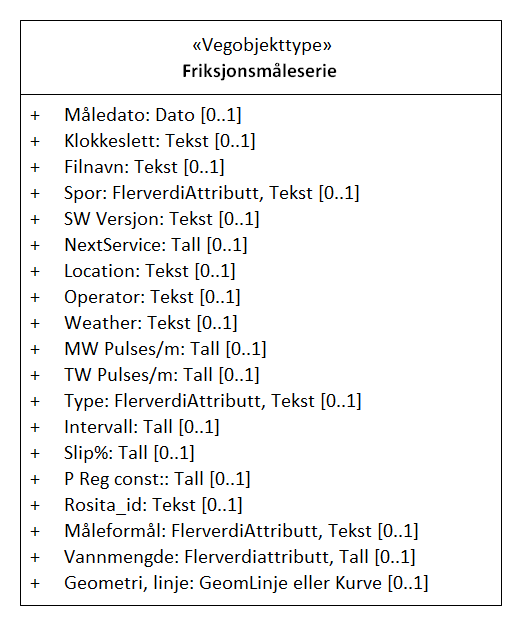 «Vegobjekttype»
Friksjonsmåleserie
+ Måledato: Dato [0..1]
+ Klokkeslett: Tekst [0..1]
+ Filnavn: Tekst [0..1]
+ Spor: FlerverdiAttributt, Tekst [0..1]
+ SW Versjon: Tekst [0..1]
+ NextService: Tall [0..1]
+ Location: Tekst [0..1]
+ Operator: Tekst [0..1]
+ Weather: Tekst [0..1]
+ MW Pulses/m: Tall [0..1]
+ TW Pulses/m: Tall [0..1]
+ Type: FlerverdiAttributt, Tekst [0..1]
+ Intervall: Tall [0..1]
+ Slip%: Tall [0..1]
+ P Reg const:: Tall [0..1]
+ Rosita_id: Tekst [0..1]
+ Måleformål: FlerverdiAttributt, Tekst [0..1]
+ Vannmengde: Flerverdiattributt, Tall [0..1]
+ Geometri, linje: GeomLinje eller Kurve [0..1]